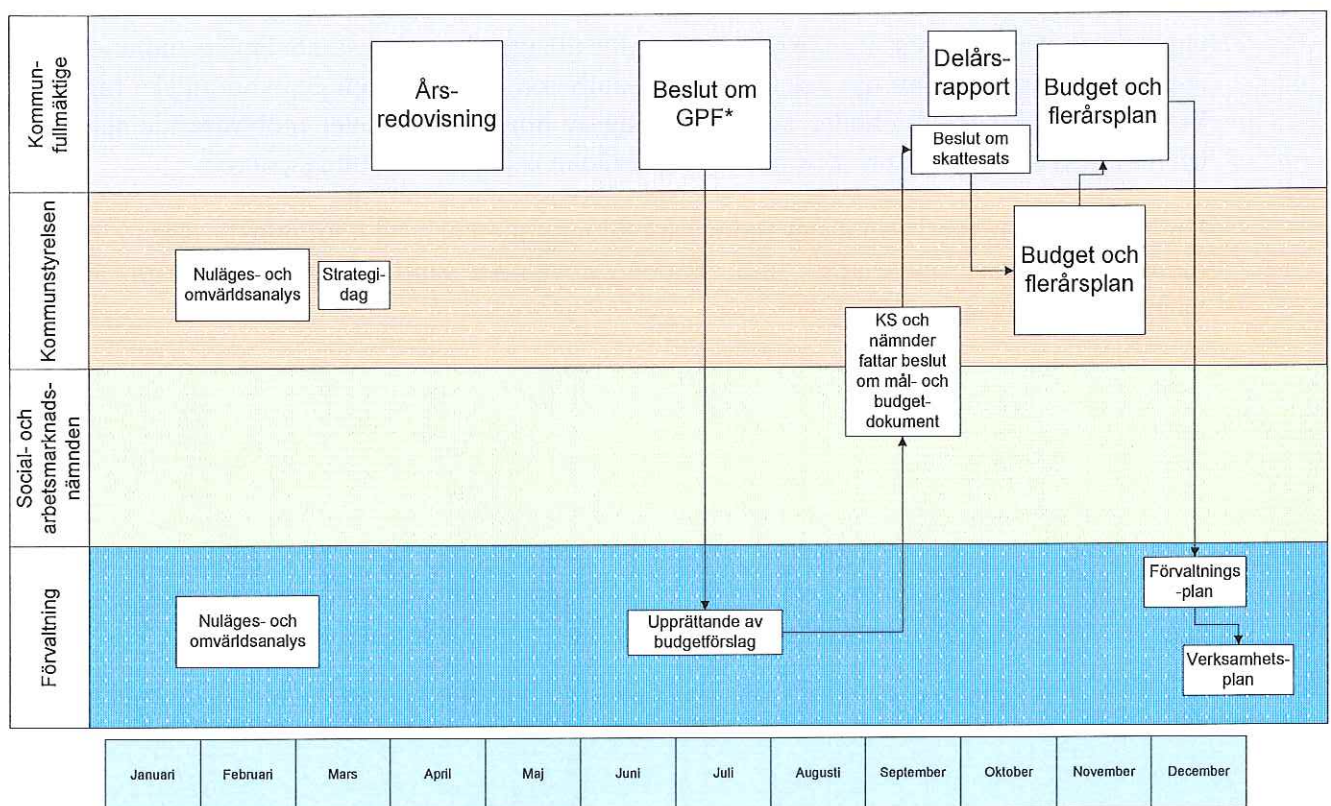 Kommun-
fullmäktige
Års-
redovisning
Beslut om
GPF*
Delårs-
rapport
Beslut om
skattesats
Budget och
flerårsplan
Kommunstyrelsen
Nuläges- och
omvärldsanalys
Strategi-
dag
KS och
nämnder
fattar beslut
om mål- och
budget-
dokument
Budget och
flerårsplan
Social- och
arbetsmarknads-
nämnden
Förvaltning
Nuläges- och
omvärldsanalys
Upprättande av
budgetförslag
Förvaltnings
-plan
Verksamhets-
plan
Januari
Februari
Mars
April
Maj
Juni
Juli
Augusti
September
Oktober
November
December